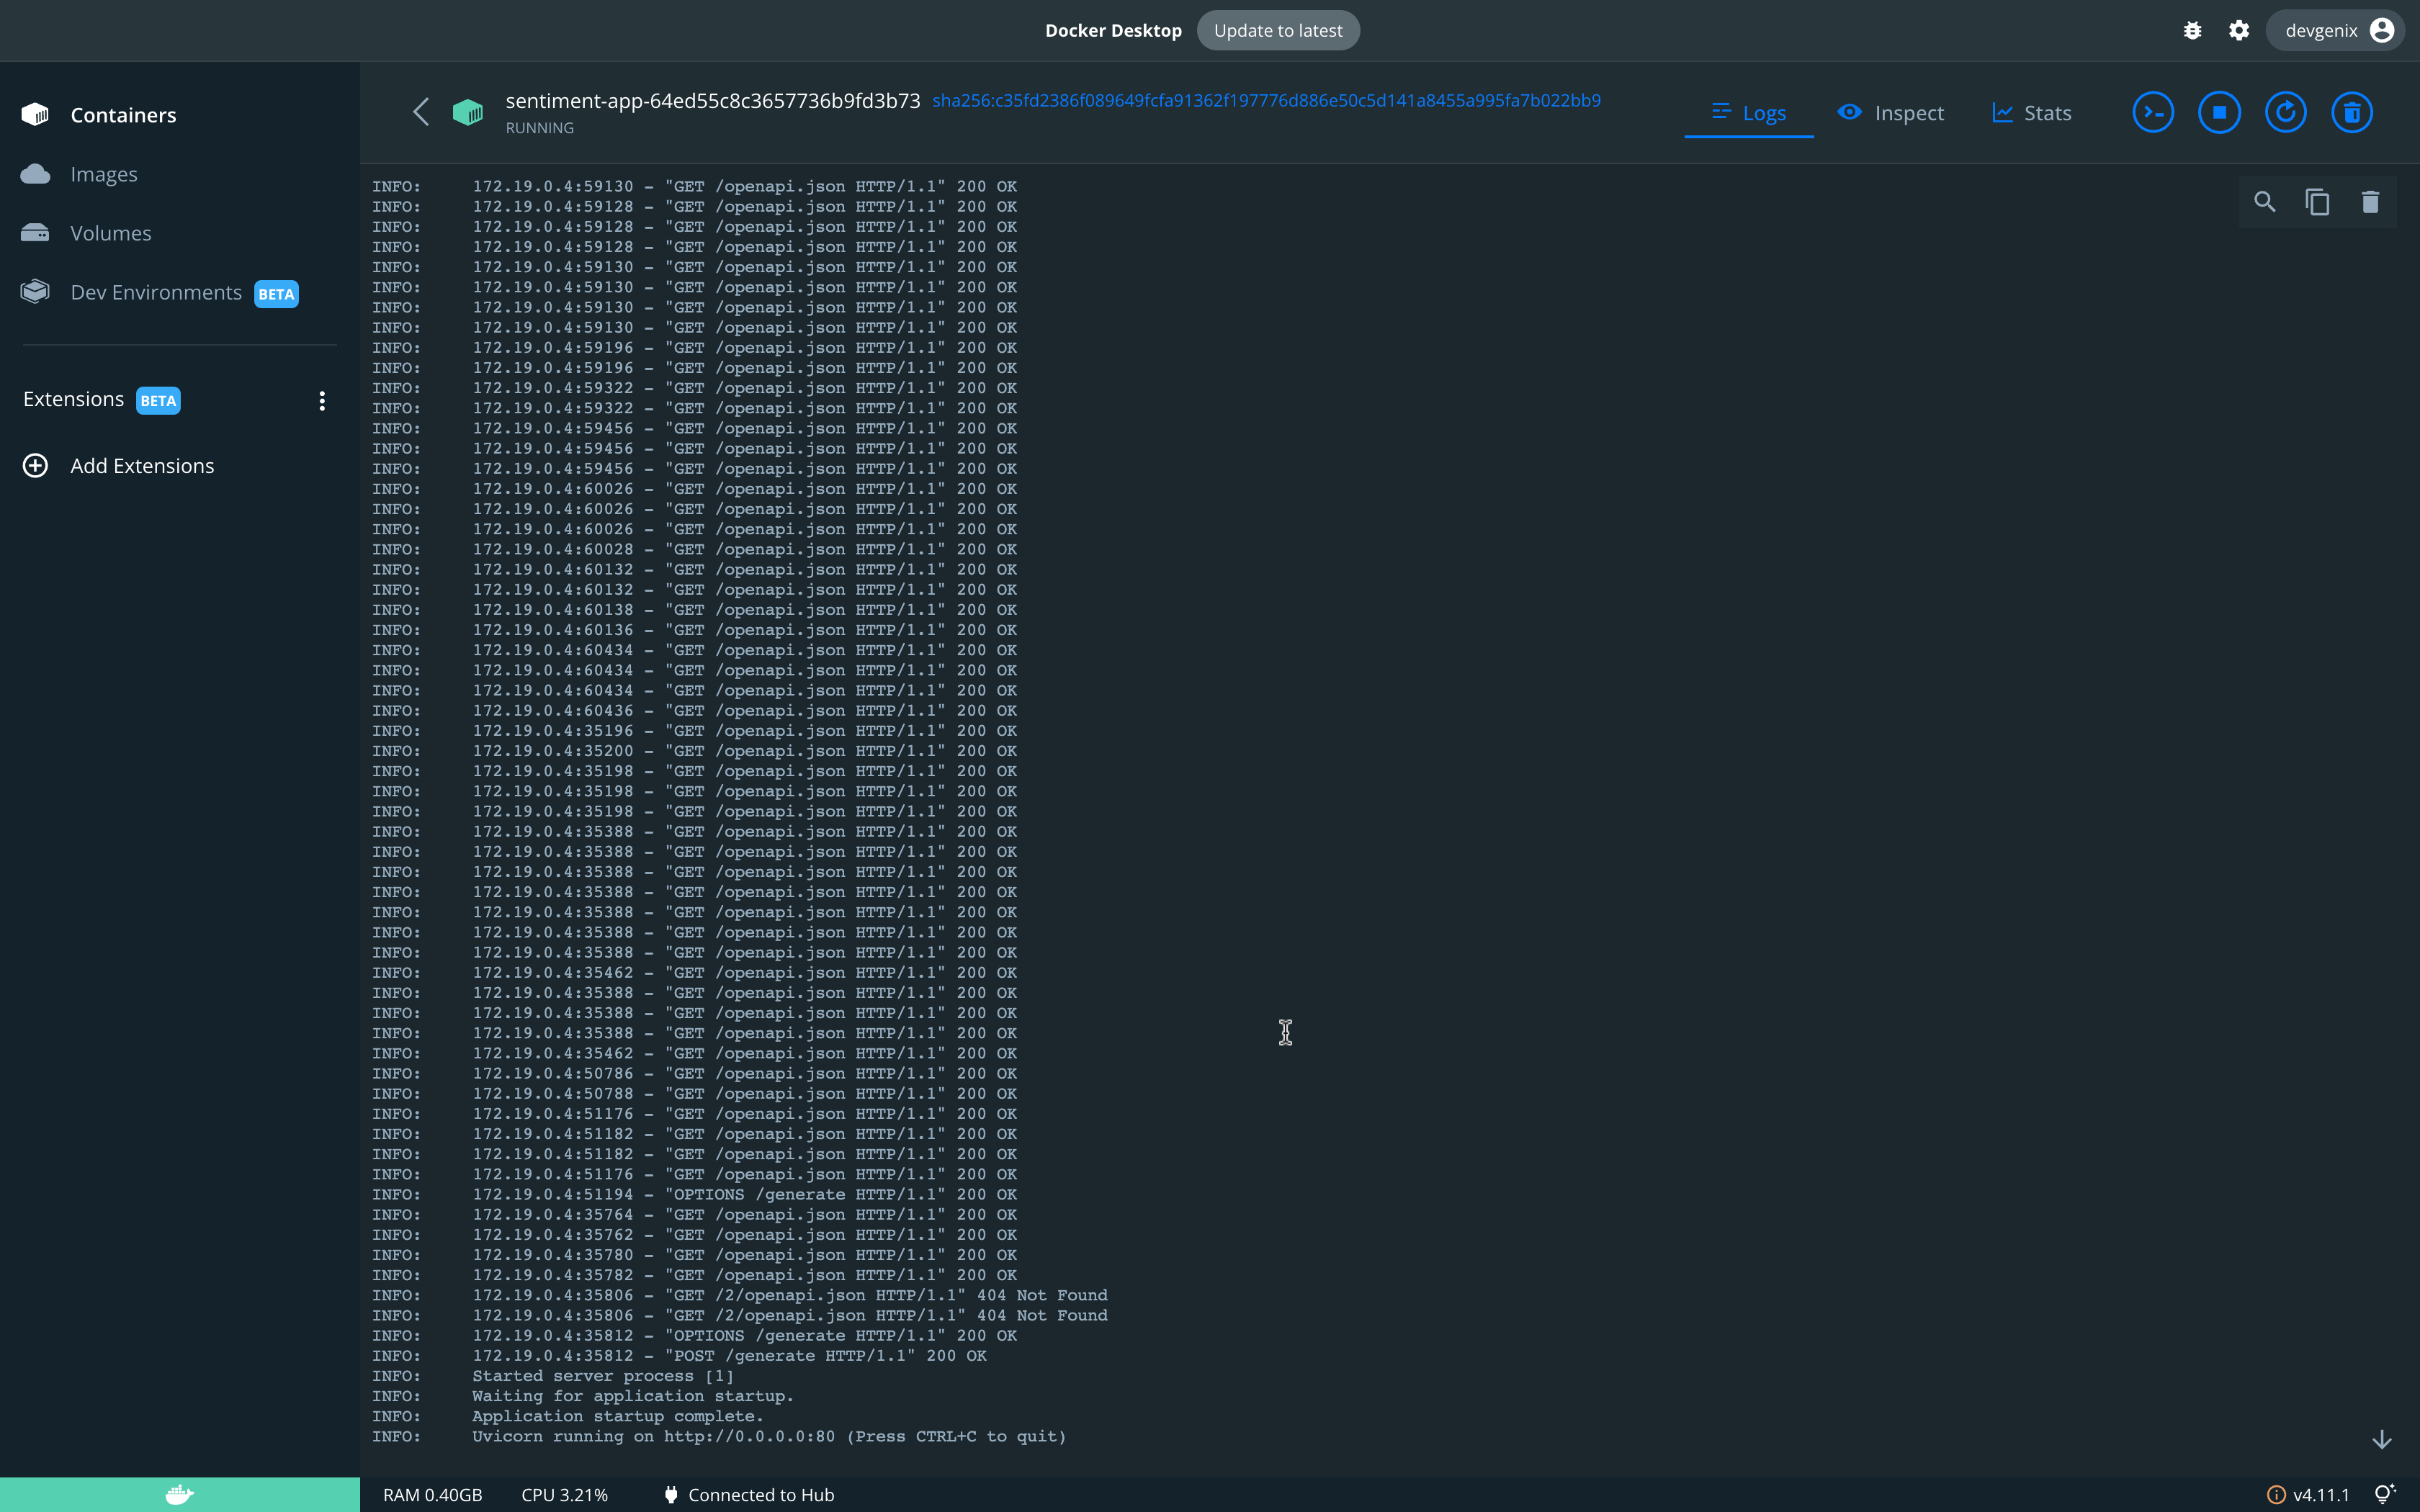 Docker Desktop Update to latest devgenix
Containers
Images
Volumes
Dev Environments BETA
Extensions BETA
Add Extensions
sentiment-app-64ed55c8c3657736b9fd3b73 sha256:c35fd2386f089649fcfa91362f197776d886e50c5d141a8455a995fa7b022bb9
RUNNING
Logs Inspect Stats
INFO: 172.19.0.4:59130 - "GET /openapi.json HTTP/1.1" 200 OK
INFO: 172.19.0.4:59128 - "GET /openapi.json HTTP/1.1" 200 OK
INFO: 172.19.0.4:59128 - "GET /openapi.json HTTP/1.1" 200 OK
INFO: 172.19.0.4:59128 - "GET /openapi.json HTTP/1.1" 200 OK
INFO: 172.19.0.4:59130 - "GET /openapi.json HTTP/1.1" 200 OK
INFO: 172.19.0.4:59130 - "GET /openapi.json HTTP/1.1" 200 OK
INFO: 172.19.0.4:59130 - "GET /openapi.json HTTP/1.1" 200 OK
INFO: 172.19.0.4:59130 - "GET /openapi.json HTTP/1.1" 200 OK
INFO: 172.19.0.4:59196 - "GET /openapi.json HTTP/1.1" 200 OK
INFO: 172.19.0.4:59196 - "GET /openapi.json HTTP/1.1" 200 OK
INFO: 172.19.0.4:59322 - "GET /openapi.json HTTP/1.1" 200 OK
INFO: 172.19.0.4:59322 - "GET /openapi.json HTTP/1.1" 200 OK
INFO: 172.19.0.4:59456 - "GET /openapi.json HTTP/1.1" 200 OK
INFO: 172.19.0.4:59456 - "GET /openapi.json HTTP/1.1" 200 OK
INFO: 172.19.0.4:59456 - "GET /openapi.json HTTP/1.1" 200 OK
INFO: 172.19.0.4:60026 - "GET /openapi.json HTTP/1.1" 200 OK
INFO: 172.19.0.4:60026 - "GET /openapi.json HTTP/1.1" 200 OK
INFO: 172.19.0.4:60026 - "GET /openapi.json HTTP/1.1" 200 OK
INFO: 172.19.0.4:60028 - "GET /openapi.json HTTP/1.1" 200 OK
INFO: 172.19.0.4:60132 - "GET /openapi.json HTTP/1.1" 200 OK
INFO: 172.19.0.4:60132 - "GET /openapi.json HTTP/1.1" 200 OK
INFO: 172.19.0.4:60138 - "GET /openapi.json HTTP/1.1" 200 OK
INFO: 172.19.0.4:60136 - "GET /openapi.json HTTP/1.1" 200 OK
INFO: 172.19.0.4:60434 - "GET /openapi.json HTTP/1.1" 200 OK
INFO: 172.19.0.4:60434 - "GET /openapi.json HTTP/1.1" 200 OK
INFO: 172.19.0.4:60434 - "GET /openapi.json HTTP/1.1" 200 OK
INFO: 172.19.0.4:60436 - "GET /openapi.json HTTP/1.1" 200 OK
INFO: 172.19.0.4:35196 - "GET /openapi.json HTTP/1.1" 200 OK
INFO: 172.19.0.4:35200 - "GET /openapi.json HTTP/1.1" 200 OK
INFO: 172.19.0.4:35198 - "GET /openapi.json HTTP/1.1" 200 OK
INFO: 172.19.0.4:35198 - "GET /openapi.json HTTP/1.1" 200 OK
INFO: 172.19.0.4:35198 - "GET /openapi.json HTTP/1.1" 200 OK
INFO: 172.19.0.4:35388 - "GET /openapi.json HTTP/1.1" 200 OK
INFO: 172.19.0.4:35388 - "GET /openapi.json HTTP/1.1" 200 OK
INFO: 172.19.0.4:35388 - "GET /openapi.json HTTP/1.1" 200 OK
INFO: 172.19.0.4:35388 - "GET /openapi.json HTTP/1.1" 200 OK
INFO: 172.19.0.4:35388 - "GET /openapi.json HTTP/1.1" 200 OK
INFO: 172.19.0.4:35388 - "GET /openapi.json HTTP/1.1" 200 OK
INFO: 172.19.0.4:35388 - "GET /openapi.json HTTP/1.1" 200 OK
INFO: 172.19.0.4:35462 - "GET /openapi.json HTTP/1.1" 200 OK
INFO: 172.19.0.4:35388 - "GET /openapi.json HTTP/1.1" 200 OK
INFO: 172.19.0.4:35388 - "GET /openapi.json HTTP/1.1" 200 OK
INFO: 172.19.0.4:35388 - "GET /openapi.json HTTP/1.1" 200 OK
INFO: 172.19.0.4:35462 - "GET /openapi.json HTTP/1.1" 200 OK
INFO: 172.19.0.4:50786 - "GET /openapi.json HTTP/1.1" 200 OK
INFO: 172.19.0.4:50788 - "GET /openapi.json HTTP/1.1" 200 OK
INFO: 172.19.0.4:51176 - "GET /openapi.json HTTP/1.1" 200 OK
INFO: 172.19.0.4:51182 - "GET /openapi.json HTTP/1.1" 200 OK
INFO: 172.19.0.4:51182 - "GET /openapi.json HTTP/1.1" 200 OK
INFO: 172.19.0.4:51176 - "GET /openapi.json HTTP/1.1" 200 OK
INFO: 172.19.0.4:51194 - "OPTIONS /generate HTTP/1.1" 200 OK
INFO: 172.19.0.4:35764 - "GET /openapi.json HTTP/1.1" 200 OK
INFO: 172.19.0.4:35762 - "GET /openapi.json HTTP/1.1" 200 OK
INFO: 172.19.0.4:35780 - "GET /openapi.json HTTP/1.1" 200 OK
INFO: 172.19.0.4:35782 - "GET /openapi.json HTTP/1.1" 200 OK
INFO: 172.19.0.4:35806 - "GET /2/openapi.json HTTP/1.1" 404 Not Found
INFO: 172.19.0.4:35806 - "GET /2/openapi.json HTTP/1.1" 404 Not Found
INFO: 172.19.0.4:35812 - "OPTIONS /generate HTTP/1.1" 200 OK
INFO: 172.19.0.4:35812 - "POST /generate HTTP/1.1" 200 OK
INFO: Started server process [1]
INFO: Waiting for application startup.
INFO: Application startup complete.
INFO: Uvicorn running on http://0.0.0.0:80 (Press CTRL+C to quit)
RAM 0.40GB CPU 3.21% Connected to Hub v4.11.1